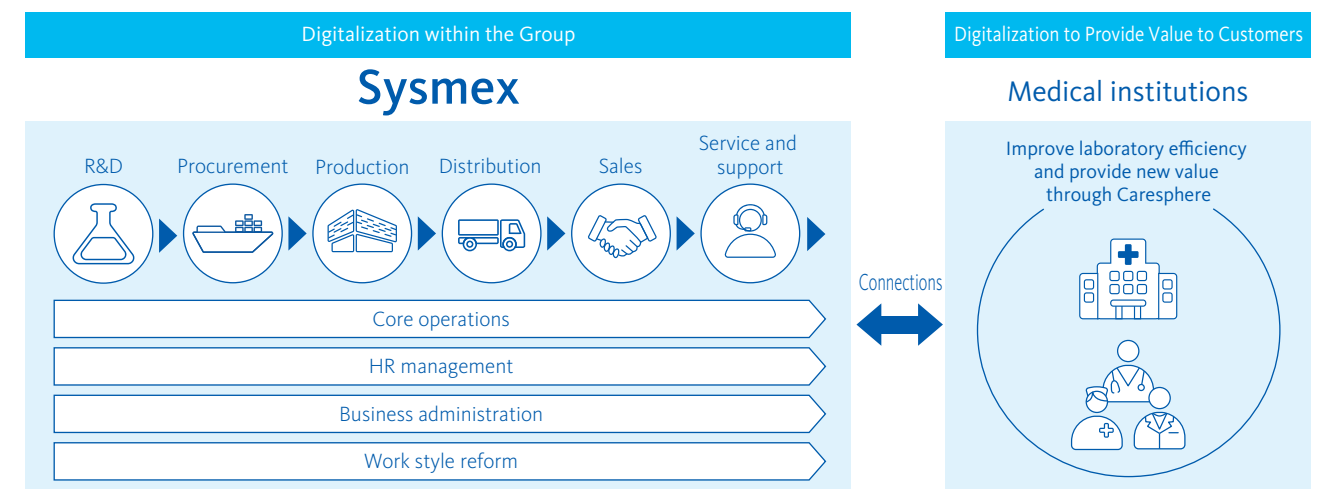 Digitalization within the Group
Digitalization to Provide Value to Customers
Sysmex
Medical institutions
R&D
Procurement
Production
Distribution
Sales
Service and
support
Improve laboratory efficiency
and provide new value
through Caresphere
Connections
Core operations
HR management
Business administration
Work style reform